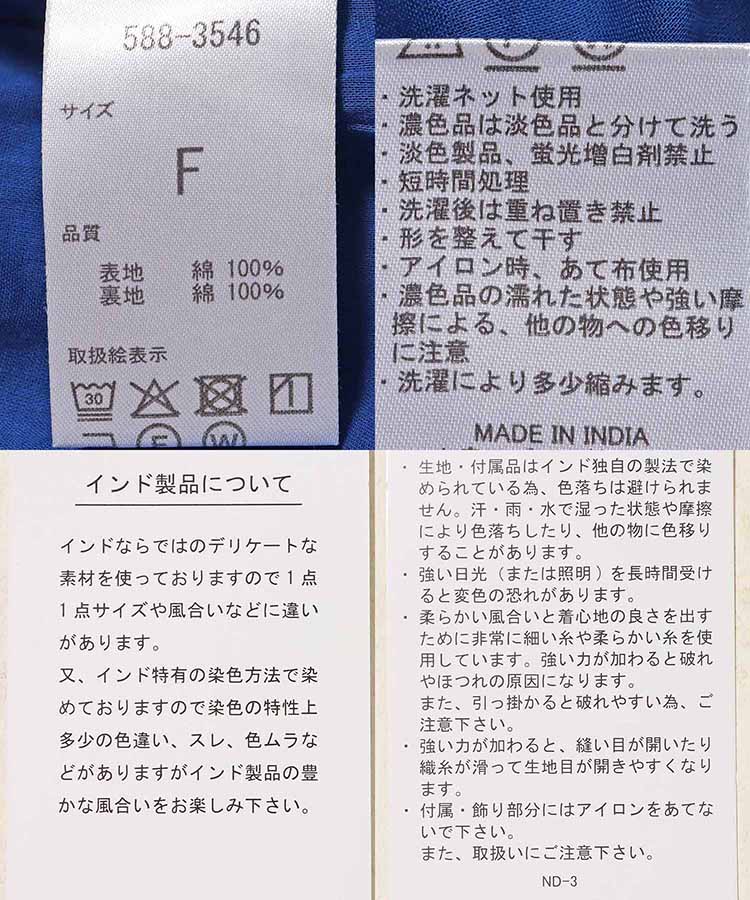 588-3546
サイズ
F
品質
表地 綿 100%
裏地 綿 100%
取扱絵表示
30
F
W
・洗濯ネット使用
・濃色品は淡色品と分けて洗う
・淡色製品、蛍光増白剤禁止
・短時間処理
・洗濯後は重ね置き禁止
・形を整えて干す
・アイロン時、あて布使用
・濃色品の濡れた状態や強い摩
擦による、他の物への色移り
に注意
・洗濯により多少縮みます。
MADE IN INDIA
インド製品について
インドならではのデリケートな
素材を使っておりますので1点
1点サイズや風合いなどに違い
があります。
又、インド特有の染色方法で染
めておりますので染色の特性上
多少の色違い、スレ、色ムラな
どがありますがインド製品の豊
かな風合いをお楽しみ下さい。
・生地・付属品はインド独自の製法で染
められている為、色落ちは避けられま
せん。汗・雨・水で湿った状態や摩擦
により色落ちしたり、他の物に色移り
することがあります。
・強い日光（または照明）を長時間受け
ると変色の恐れがあります。
・柔らかい風合いと着心地の良さを出す
ために非常に細い糸や柔らかい糸を使
用しています。強い力が加わると破れ
やほつれの原因になります。
また、引っ掛かると破れやすい為、ご
注意下さい。
・強い力が加わると、縫い目が開いたり
織糸が滑って生地目が開きやすくなり
ます。
・付属・飾り部分にはアイロンをあてな
いで下さい。
また、取扱いにご注意下さい。
ND-3